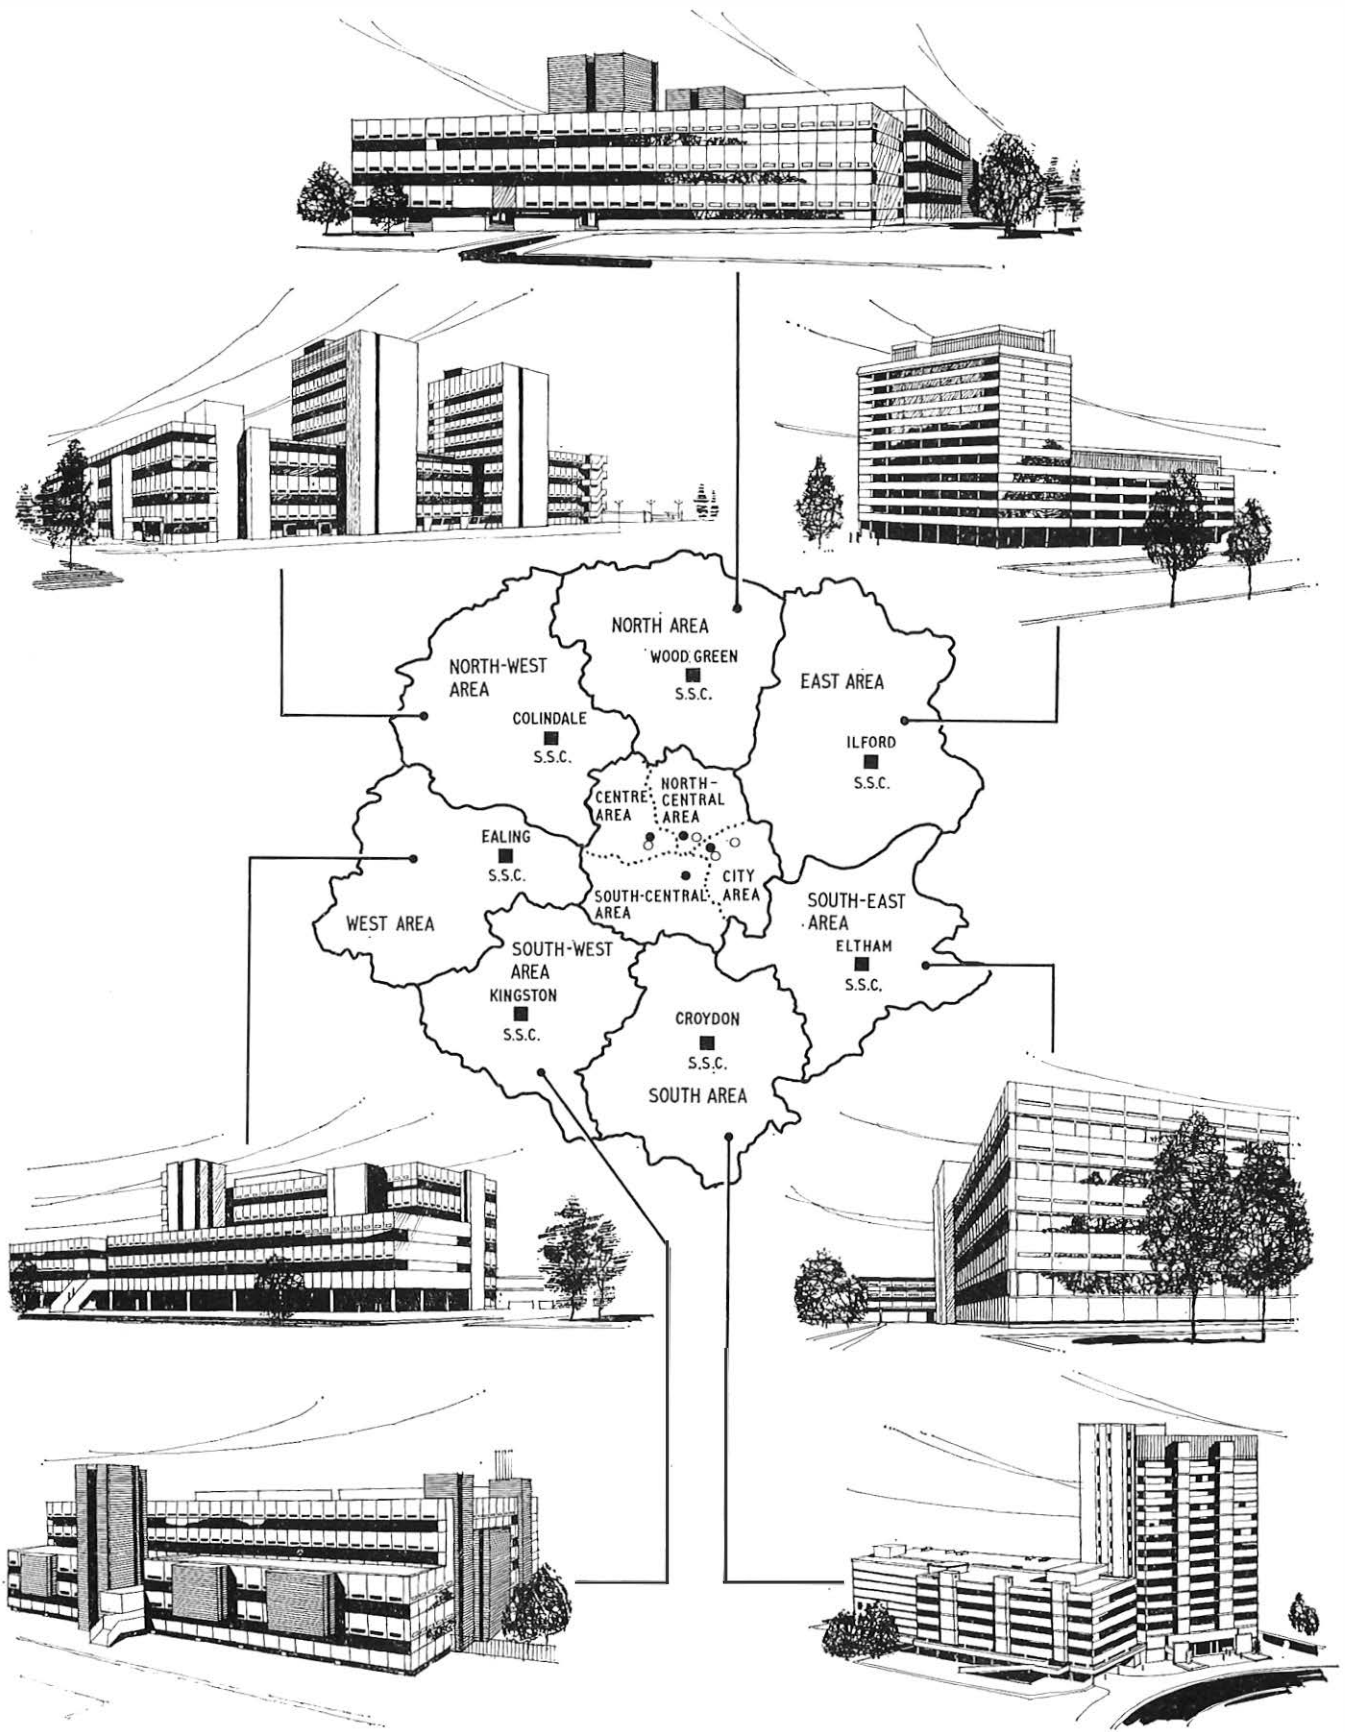 NORTH AREA
WOOD GREEN
S.S.C.
NORTH-WEST
AREA
COLINDALE
S.S.C.
EAST AREA
ILFORD
S.S.C.
CENTRE
AREA
NORTH-
CENTRAL
AREA
EALING
S.S.C.
WEST AREA
SOUTH-CENTRAL
AREA
CITY
AREA
SOUTH-EAST
AREA
ELTHAM
S.S.C.
SOUTH-WEST
AREA
KINGSTON
S.S.C.
CROYDON
S.S.C.
SOUTH AREA